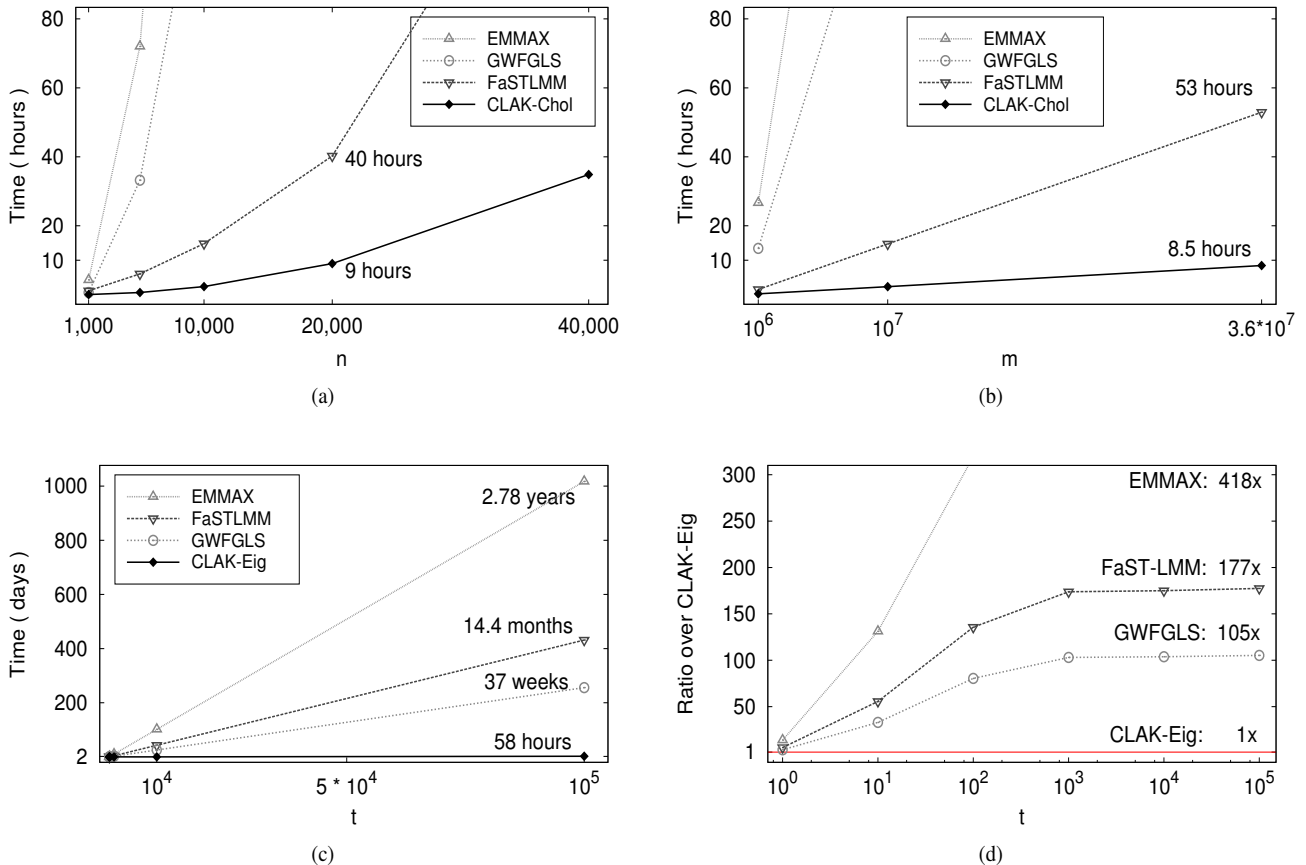 80
60
40
20
10
Time ( hours )
EMMAX
GWFGLS
FaSTLMM
CLAK-Chol
40 hours
9 hours
1,000
10,000
20,000
40,000
n
(a)
80
60
40
20
10
Time ( hours )
EMMAX
GWFGLS
FaSTLMM
CLAK-Chol
53 hours
8.5 hours
10^6
10^7
3.6*10^7
m
(b)
1000
800
600
400
200
2
Time ( days )
EMMAX
FaSTLMM
GWFGLS
CLAK-Eig
2.78 years
14.4 months
37 weeks
58 hours
10^4
5 * 10^4
10^5
t
(c)
300
250
200
150
100
50
1
Ratio over CLAK-Eig
EMMAX: 418x
FaST-LMM: 177x
GWFGLS: 105x
CLAK-Eig: 1x
10^0
10^1
10^2
10^3
10^4
10^5
t
(d)